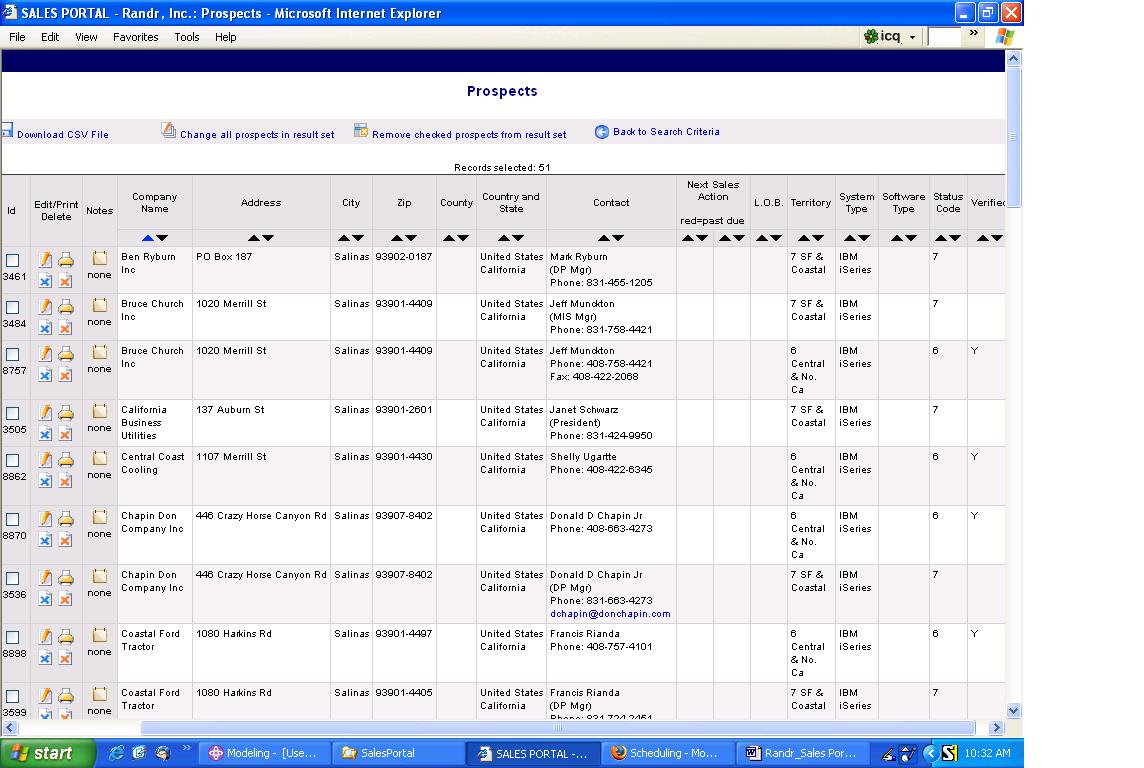 SALES PORTAL - Randr, Inc.: Prospects - Microsoft Internet Explorer
File Edit View Favorites Tools Help icq »
Prospects
Download CSV File Change all prospects in result set Remove checked prospects from result set Back to Search Criteria
Records selected: 51
Id Edit/Print Delete Notes Company Name Address City Zip County Country and State Contact Next Sales Action red=past due L.O.B. Territory System Type Software Type Status Code Verified
3461 none Ben Ryburn Inc PO Box 187 Salinas 93902-0187 United States California Mark Ryburn (DP Mgr) Phone: 831-455-1205 7 SF & Coastal IBM iSeries 7
3484 none Bruce Church Inc 1020 Merrill St Salinas 93901-4409 United States California Jeff Munckton (MIS Mgr) Phone: 831-758-4421 7 SF & Coastal IBM iSeries 7
8757 none Bruce Church Inc 1020 Merrill St Salinas 93901-4409 United States California Jeff Munckton Phone: 408-758-4421 Fax: 408-422-2068 6 Central & No. Ca IBM iSeries 6 Y
3505 none California Business Utilities 137 Auburn St Salinas 93901-2601 United States California Janet Schwarz (President) Phone: 831-424-9950 7 SF & Coastal IBM iSeries 7
8862 none Central Coast Cooling 1107 Merrill St Salinas 93901-4430 United States California Shelly Ugartte Phone: 408-422-6345 6 Central & No. Ca IBM iSeries 6 Y
8870 none Chapin Don Company Inc 446 Crazy Horse Canyon Rd Salinas 93907-8402 United States California Donald D Chapin Jr Phone: 408-663-4273 6 Central & No. Ca IBM iSeries 6 Y
3536 none Chapin Don Company Inc 446 Crazy Horse Canyon Rd Salinas 93907-8402 United States California Donald D Chapin Jr (DP Mgr) Phone: 831-663-4273 dchapin@donchapin.com 7 SF & Coastal IBM iSeries 7
8898 none Coastal Ford Tractor 1080 Harkins Rd Salinas 93901-4497 United States California Francis Rianda Phone: 408-757-4101 6 Central & No. Ca IBM iSeries 6 Y
3599 none Coastal Ford Tractor 1080 Harkins Rd Salinas 93901-4405 United States California Francis Rianda (DP Mgr) Phone: 831-724-2451 7 SF & Coastal IBM iSeries 7
start » Modeling - [Use... SalesPortal SALES PORTAL -... Scheduling - Mo... Randr_Sales Por... 10:32 AM